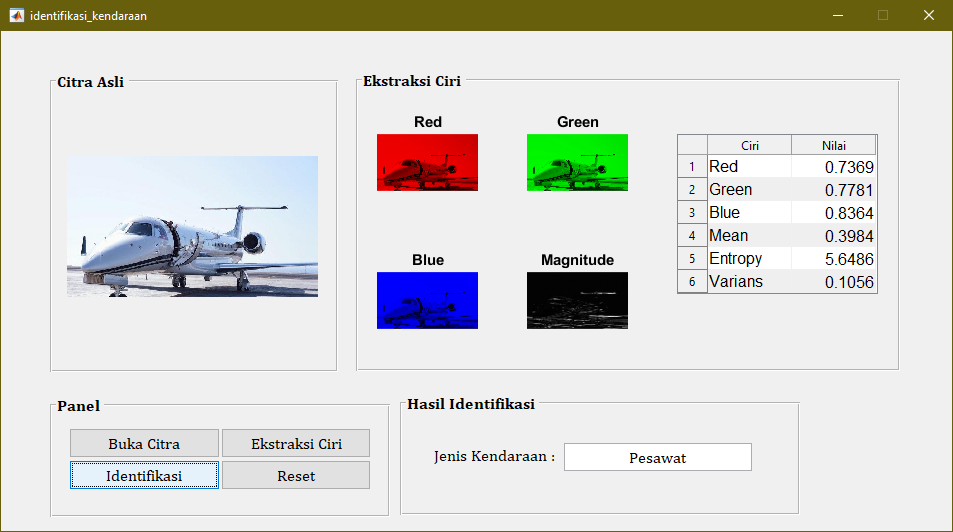 identifikasi_kendaraan
Citra Asli
Ekstraksi Ciri
Red
Green
Blue
Magnitude
Ciri Nilai
1 Red 0.7369
2 Green 0.7781
3 Blue 0.8364
4 Mean 0.3984
5 Entropy 5.6486
6 Varians 0.1056
Panel
Buka Citra
Ekstraksi Ciri
Identifikasi
Reset
Hasil Identifikasi
Jenis Kendaraan : Pesawat